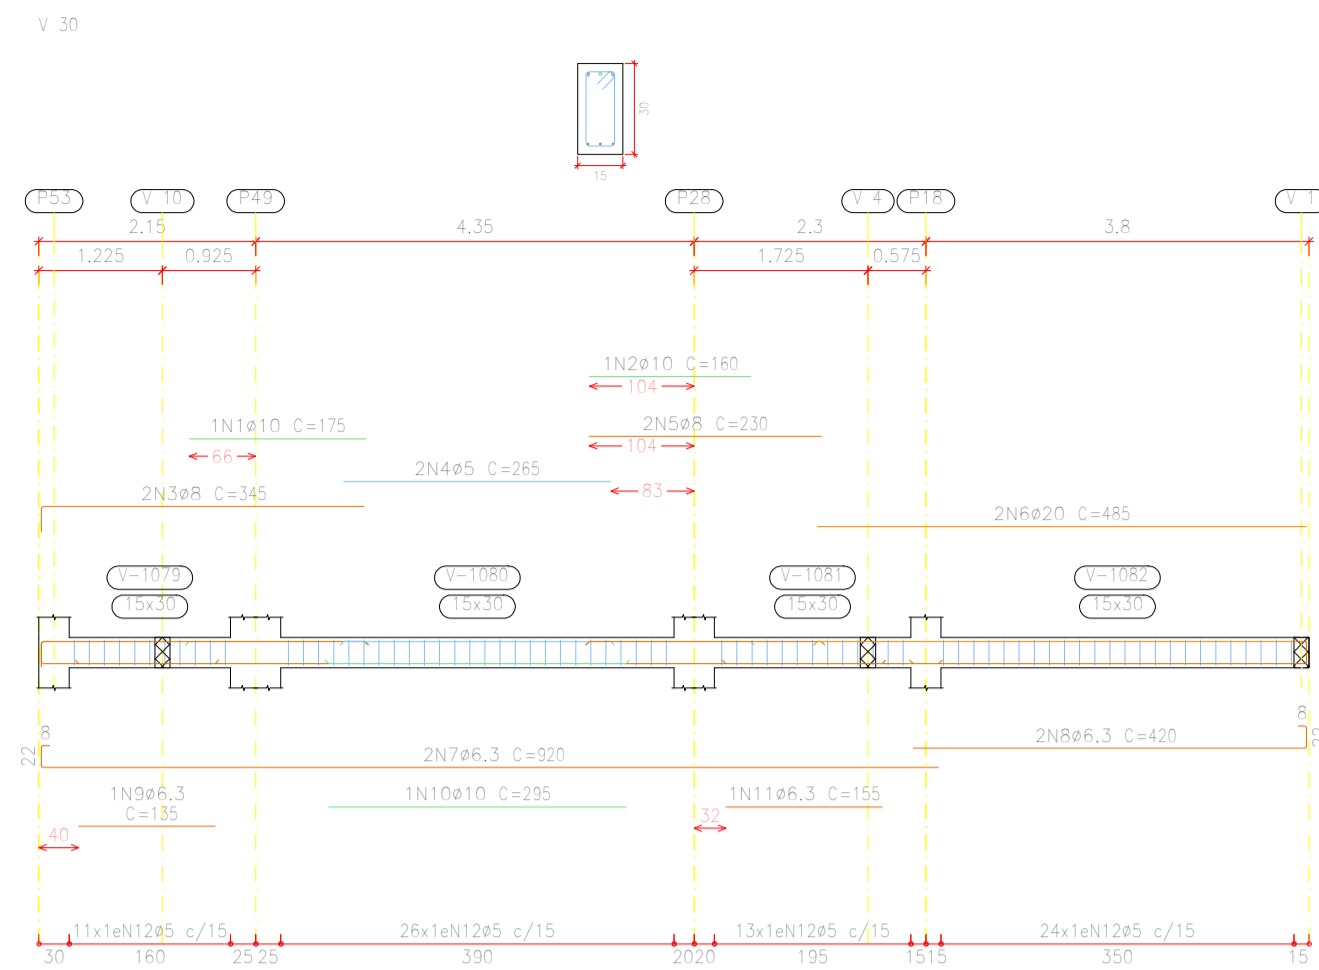 V 30
30
15
P53 V 10 P49 P28 V 4 P18 V 1
2.15 4.35 2.3 3.8
1.225 0.925 1.725 0.575
1N2ø10 C=160
104
1N1ø10 C=175 2N5ø8 C=230
66 104
2N4ø5 C=265
83
2N3ø8 C=345
2N6ø20 C=485
V-1079 V-1080 V-1081 V-1082
15x30 15x30 15x30 15x30
8
22 8
2N7ø6.3 C=920 2N8ø6.3 C=420
1N9ø6.3 1N10ø10 C=295 1N11ø6.3 C=155
C=135
40 32
11x1eN12ø5 c/15 26x1eN12ø5 c/15 13x1eN12ø5 c/15 24x1eN12ø5 c/15
30 160 25 25 390 20 20 195 15 15 350 15